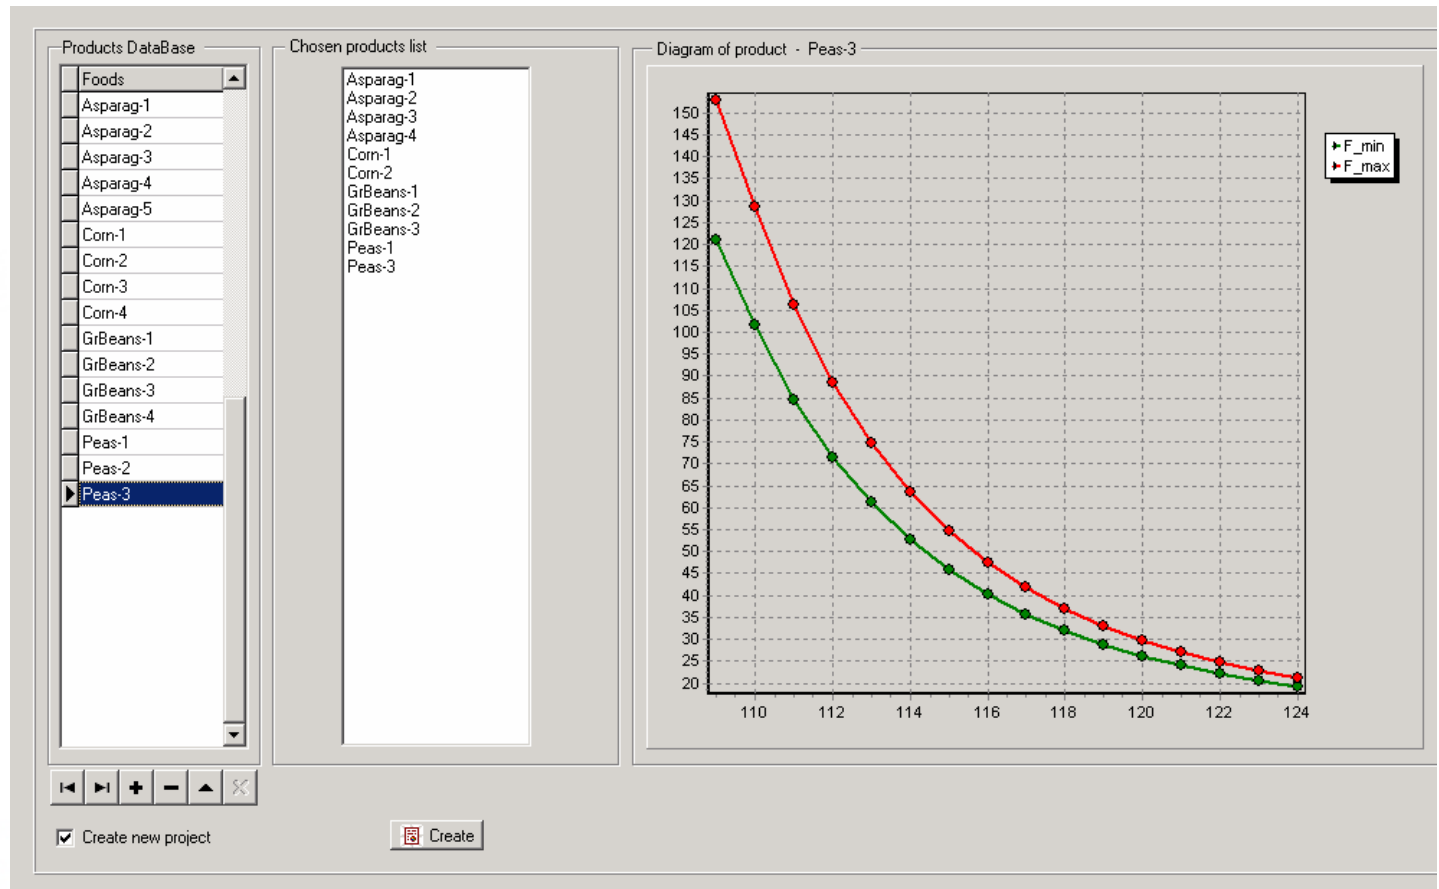 Products DataBase
Foods
Asparag-1
Asparag-2
Asparag-3
Asparag-4
Asparag-5
Corn-1
Corn-2
Corn-3
Corn-4
GrBeans-1
GrBeans-2
GrBeans-3
GrBeans-4
Peas-1
Peas-2
Peas-3
Create new project
Chosen products list
Asparag-1
Asparag-2
Asparag-3
Asparag-4
Corn-1
Corn-2
GrBeans-1
GrBeans-2
GrBeans-3
Peas-1
Peas-3
Create
Diagram of product - Peas-3
150
145
140
135
130
125
120
115
110
105
100
95
90
85
80
75
70
65
60
55
50
45
40
35
30
25
20
110 112 114 116 118 120 122 124
F_min
F_max